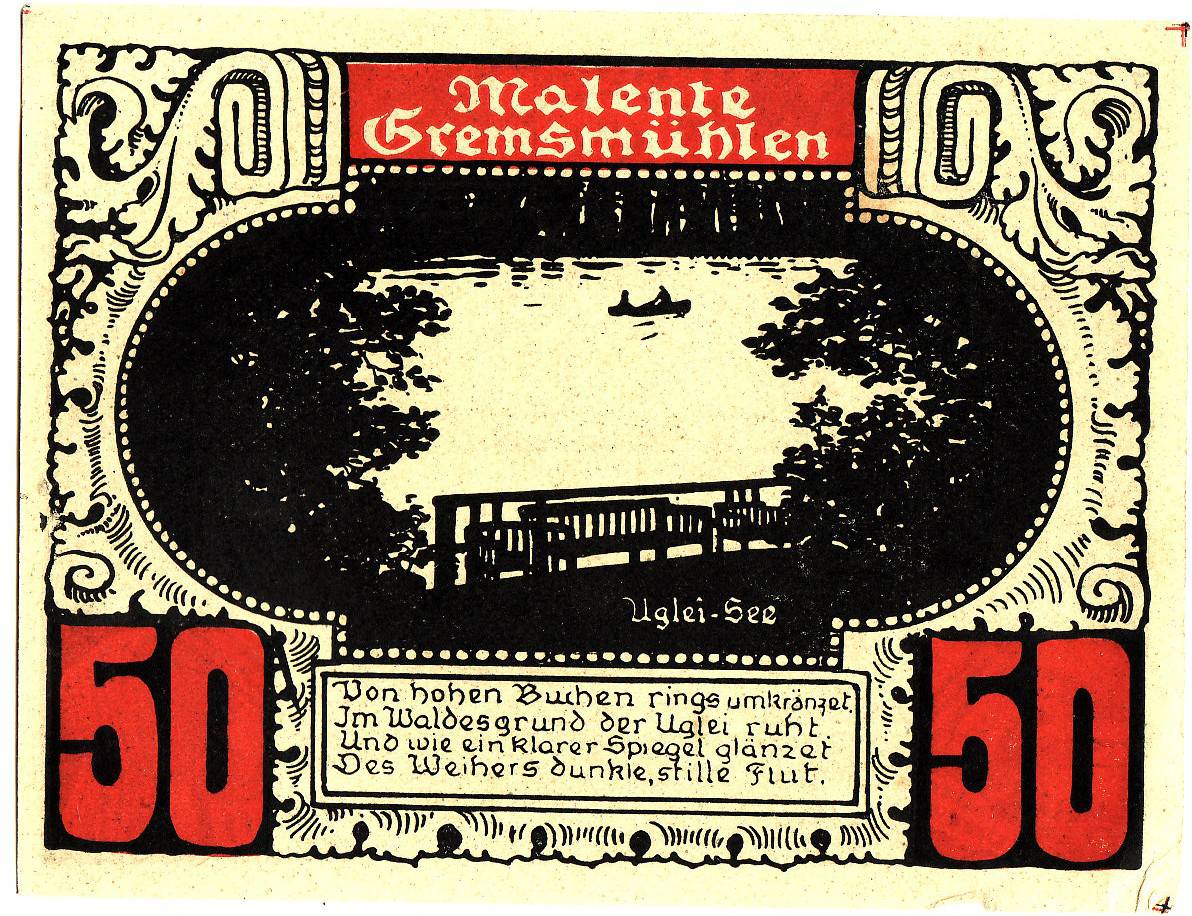 Malente
Gremsmühlen
Uglei-See
50
50
Von hohen Buchen rings umkränzet.
Im Waldesgrund der Uglei ruht.
Und wie ein klarer Spiegel glänzet
Des Weihers dunkle, stille Flut.
4